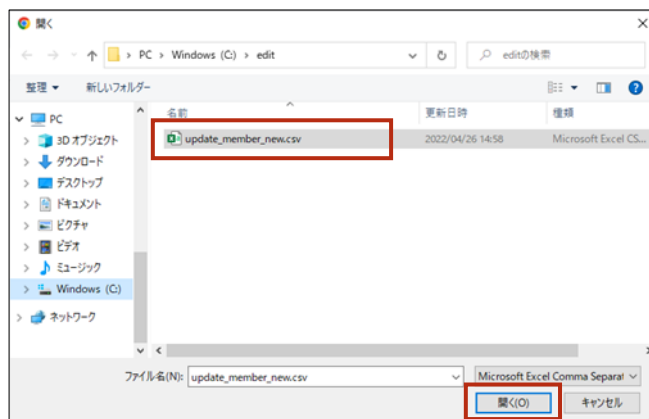 開く
PC > Windows (C:) > edit
editの検索
整理 新しいフォルダー
名前 更新日時 種類
update_member_new.csv 2022/04/26 14:58 Microsoft Excel CS...
PC
3D オブジェクト
ダウンロード
デスクトップ
ドキュメント
ピクチャ
ビデオ
ミュージック
Windows (C:)
ネットワーク
ファイル名(N): update_member_new.csv Microsoft Excel Comma Separat
開く(O) キャンセル